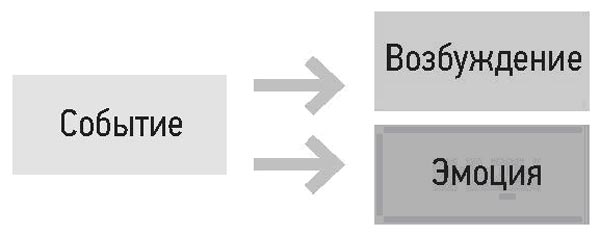 Событие
Возбуждение
Эмоция